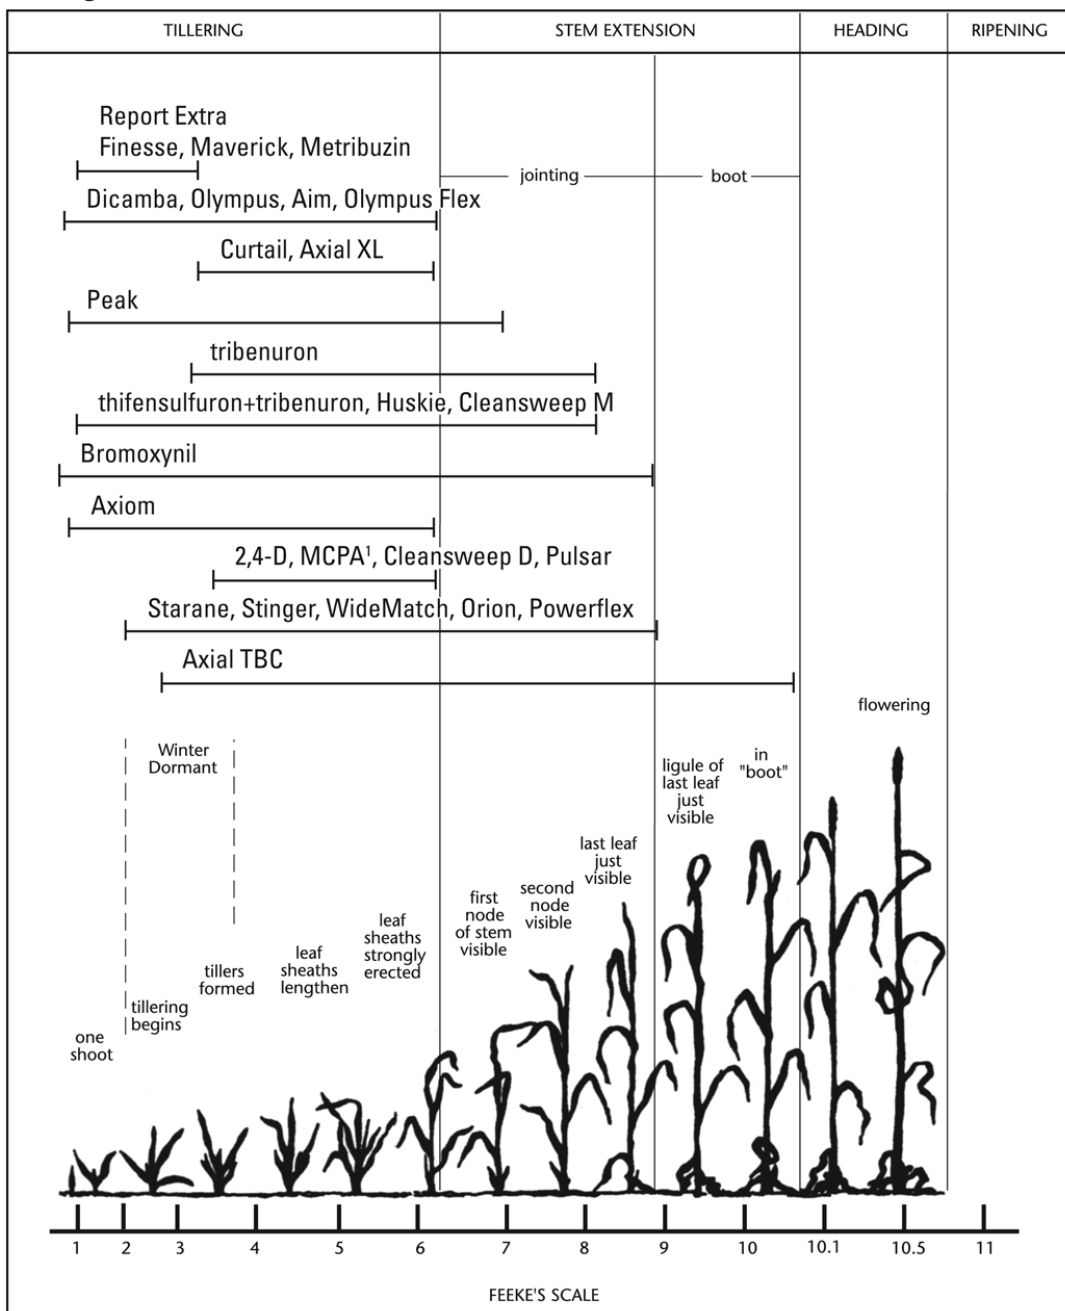 TILLERING STEM EXTENSION HEADING RIPENING
Report Extra
Finesse, Maverick, Metribuzin
jointing boot
Dicamba, Olympus, Aim, Olympus Flex
Curtail, Axial XL
Peak
tribenuron
thifensulfuron+tribenuron, Huskie, Cleansweep M
Bromoxynil
Axiom
2,4-D, MCPA¹, Cleansweep D, Pulsar
Starane, Stinger, WideMatch, Orion, Powerflex
Axial TBC
flowering
Winter
Dormant
in
"boot"
ligule of
last leaf
just
visible
last leaf
just
visible
second
node
visible
first
node
of stem
visible
leaf
sheaths
strongly
erected
leaf
sheaths
lengthen
tillers
formed
tillering
begins
one
shoot
1 2 3 4 5 6 7 8 9 10 10.1 10.5 11
FEEKE'S SCALE